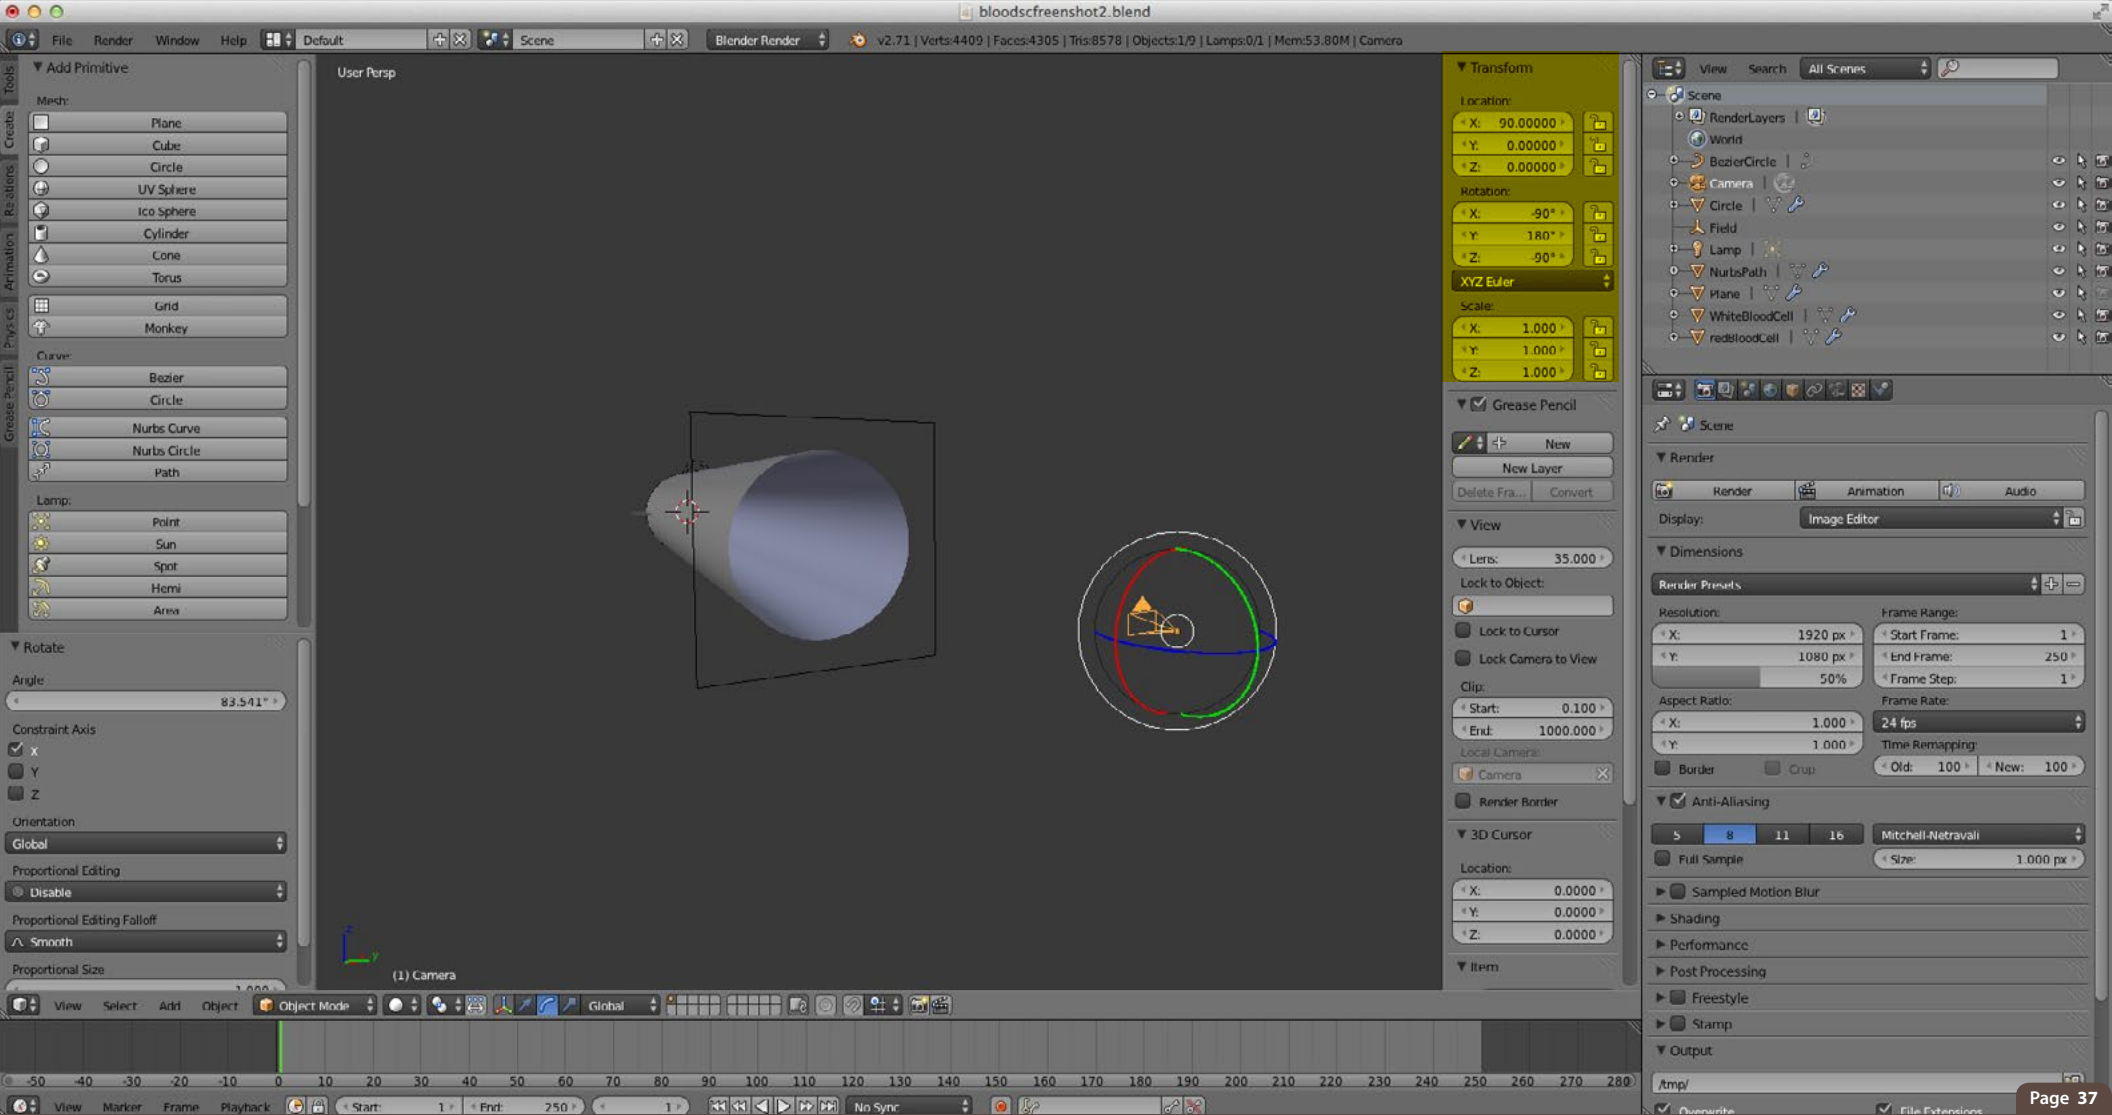 bloodscfreenshot2.blend
File Render Window Help Default Scene Blender Render v2.71 | Verts:4409 | Faces:4305 | Tris:8578 | Objects:1/9 | Lamps:0/1 | Mem:53.80M | Camera
Tools
Create
Relations
Animation
Physics
Grease Pencil
Add Primitive
Mesh:
Plane
Cube
Circle
UV Sphere
Ico Sphere
Cylinder
Cone
Torus
Grid
Monkey
Curve:
Bezier
Circle
Nurbs Curve
Nurbs Circle
Path
Lamp:
Point
Sun
Spot
Hemi
Area
Rotate
Angle
83.541°
Constraint Axis
X
Y
Z
Orientation
Global
Proportional Editing
Disable
Proportional Editing Falloff
Smooth
Proportional Size
1.000
User Persp
z
y
(1) Camera
Transform
Location:
X: 90.00000
Y: 0.00000
Z: 0.00000
Rotation:
X: -90°
Y: 180°
Z: -90°
XYZ Euler
Scale:
X: 1.000
Y: 1.000
Z: 1.000
Grease Pencil
New
New Layer
Delete Fra... Convert
View
Lens: 35.000
Lock to Object:
Lock to Cursor
Lock Camera to View
Clip:
Start: 0.100
End: 1000.000
Local Camera:
Camera
Render Border
3D Cursor
Location:
X: 0.0000
Y: 0.0000
Z: 0.0000
Item
View Search All Scenes
Scene
RenderLayers
World
BezierCircle
Camera
Circle
Field
Lamp
NurbsPath
Plane
WhiteBloodCell
redBloodCell
Scene
Render
Render Animation Audio
Display: Image Editor
Dimensions
Render Presets
Resolution: Frame Range:
X: 1920 px Start Frame: 1
Y: 1080 px End Frame: 250
50% Frame Step: 1
Aspect Ratio: Frame Rate:
X: 1.000 24 fps
Y: 1.000 Time Remapping:
Border Crop Old: 100 New: 100
Anti-Aliasing
5 8 11 16 Mitchell-Netravali
Full Sample Size: 1.000 px
Sampled Motion Blur
Shading
Performance
Post Processing
Freestyle
Stamp
Output
/tmp/
Overwrite File Extensions
View Select Add Object Object Mode Global
-50 -40 -30 -20 -10 0 10 20 30 40 50 60 70 80 90 100 110 120 130 140 150 160 170 180 190 200 210 220 230 240 250 260 270 280
View Marker Frame Playback Start: 1 End: 250 1 No Sync
Page 37